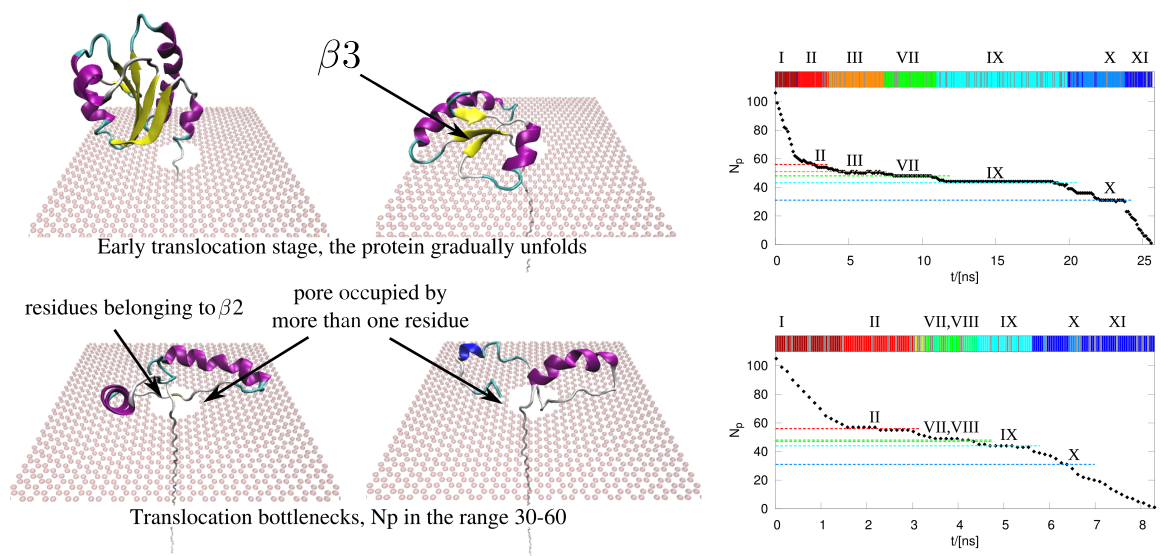 β3
Early translocation stage, the protein gradually unfolds
residues belonging to β2
pore occupied by
more than one residue
Translocation bottlenecks, Np in the range 30-60
I II III VII IX X XI
100
80
60
40
20
0
Np
II III VII IX X
0 5 10 15 20 25
t/[ns]
I II VII,VIII IX X XI
100
80
60
40
20
0
Np
II VII,VIII IX X
0 1 2 3 4 5 6 7 8
t/[ns]